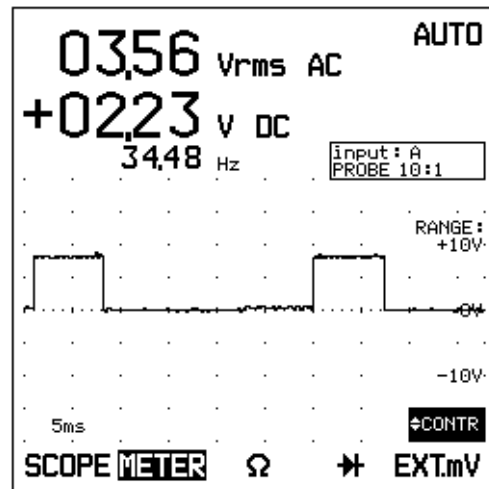 AUTO
03.56 Vrms AC
+02.23 V DC
34.48 Hz
input: A
PROBE 10:1
RANGE:
+10V
0V
-10V
5ms
CONTR
SCOPE METER Ω EXT.mV